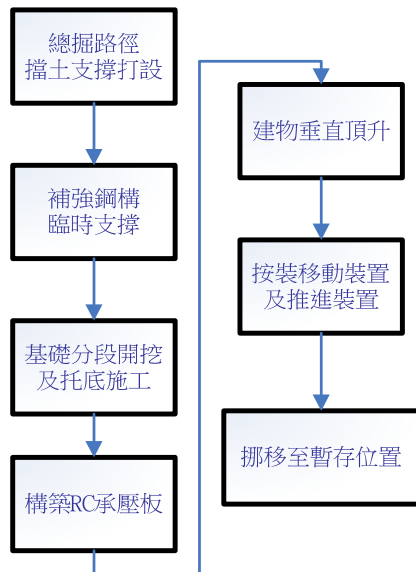 總掘路徑
擋土支撐打設
補強鋼構
臨時支撐
基礎分段開挖
及托底施工
構築RC承壓板
建物垂直頂升
按裝移動裝置
及推進裝置
挪移至暫存位置